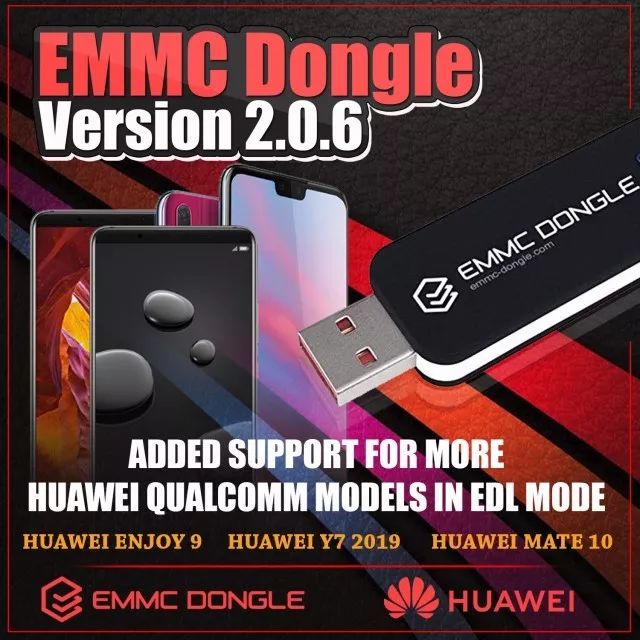 EMMC Dongle
Version 2.0.6
EMMC DONGLE
emmc-dongle.com
ADDED SUPPORT FOR MORE
HUAWEI QUALCOMM MODELS IN EDL MODE
HUAWEI ENJOY 9 HUAWEI Y7 2019 HUAWEI MATE 10
EMMC DONGLE HUAWEI